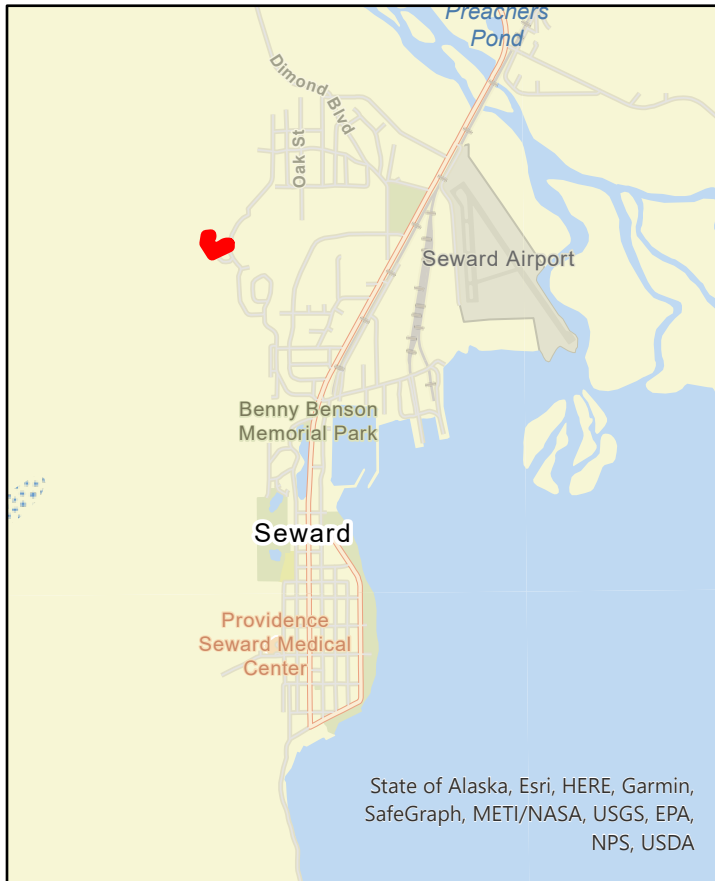 Preachers
Pond
Dimond Blvd
Oak St
Seward Airport
Benny Benson
Memorial Park
Seward
Providence
Seward Medical
Center
State of Alaska, Esri, HERE, Garmin,
SafeGraph, METI/NASA, USGS, EPA,
NPS, USDA